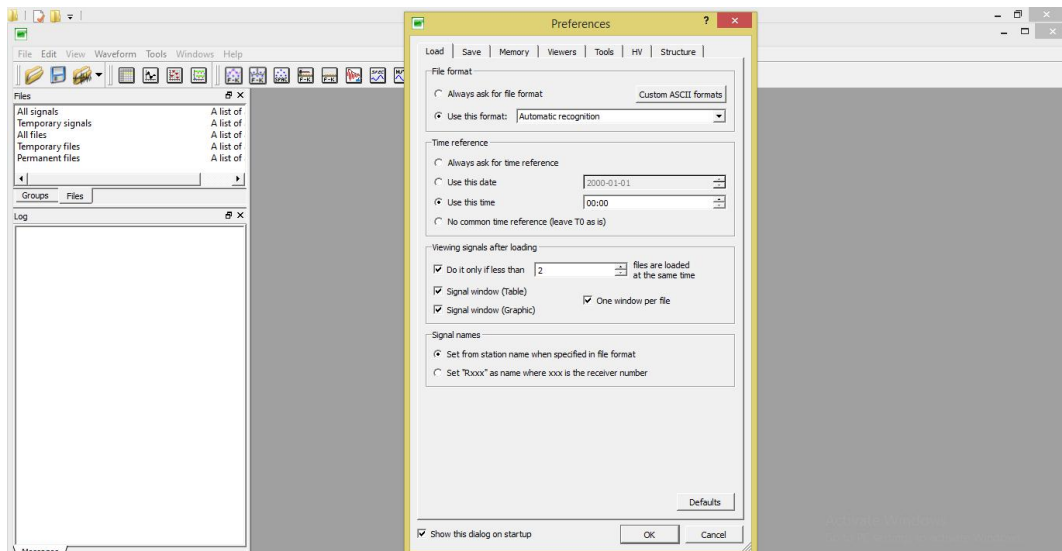 Preferences
?
File Edit View Waveform Tools Windows Help
F-K F-K SPAC F-K F-K SPEC
Files
All signals A list of
Temporary signals A list of
All files A list of
Temporary files A list of
Permanent files A list of
Groups Files
Log
Messages
Load Save Memory Viewers Tools HV Structure
File format
Always ask for file format Custom ASCII formats
Use this format: Automatic recognition
Time reference
Always ask for time reference
Use this date 2000-01-01
Use this time 00:00
No common time reference (leave T0 as is)
Viewing signals after loading
Do it only if less than 2 files are loaded
at the same time
Signal window (Table)
One window per file
Signal window (Graphic)
Signal names
Set from station name when specified in file format
Set "Rxxx" as name where xxx is the receiver number
Defaults
Show this dialog on startup OK Cancel